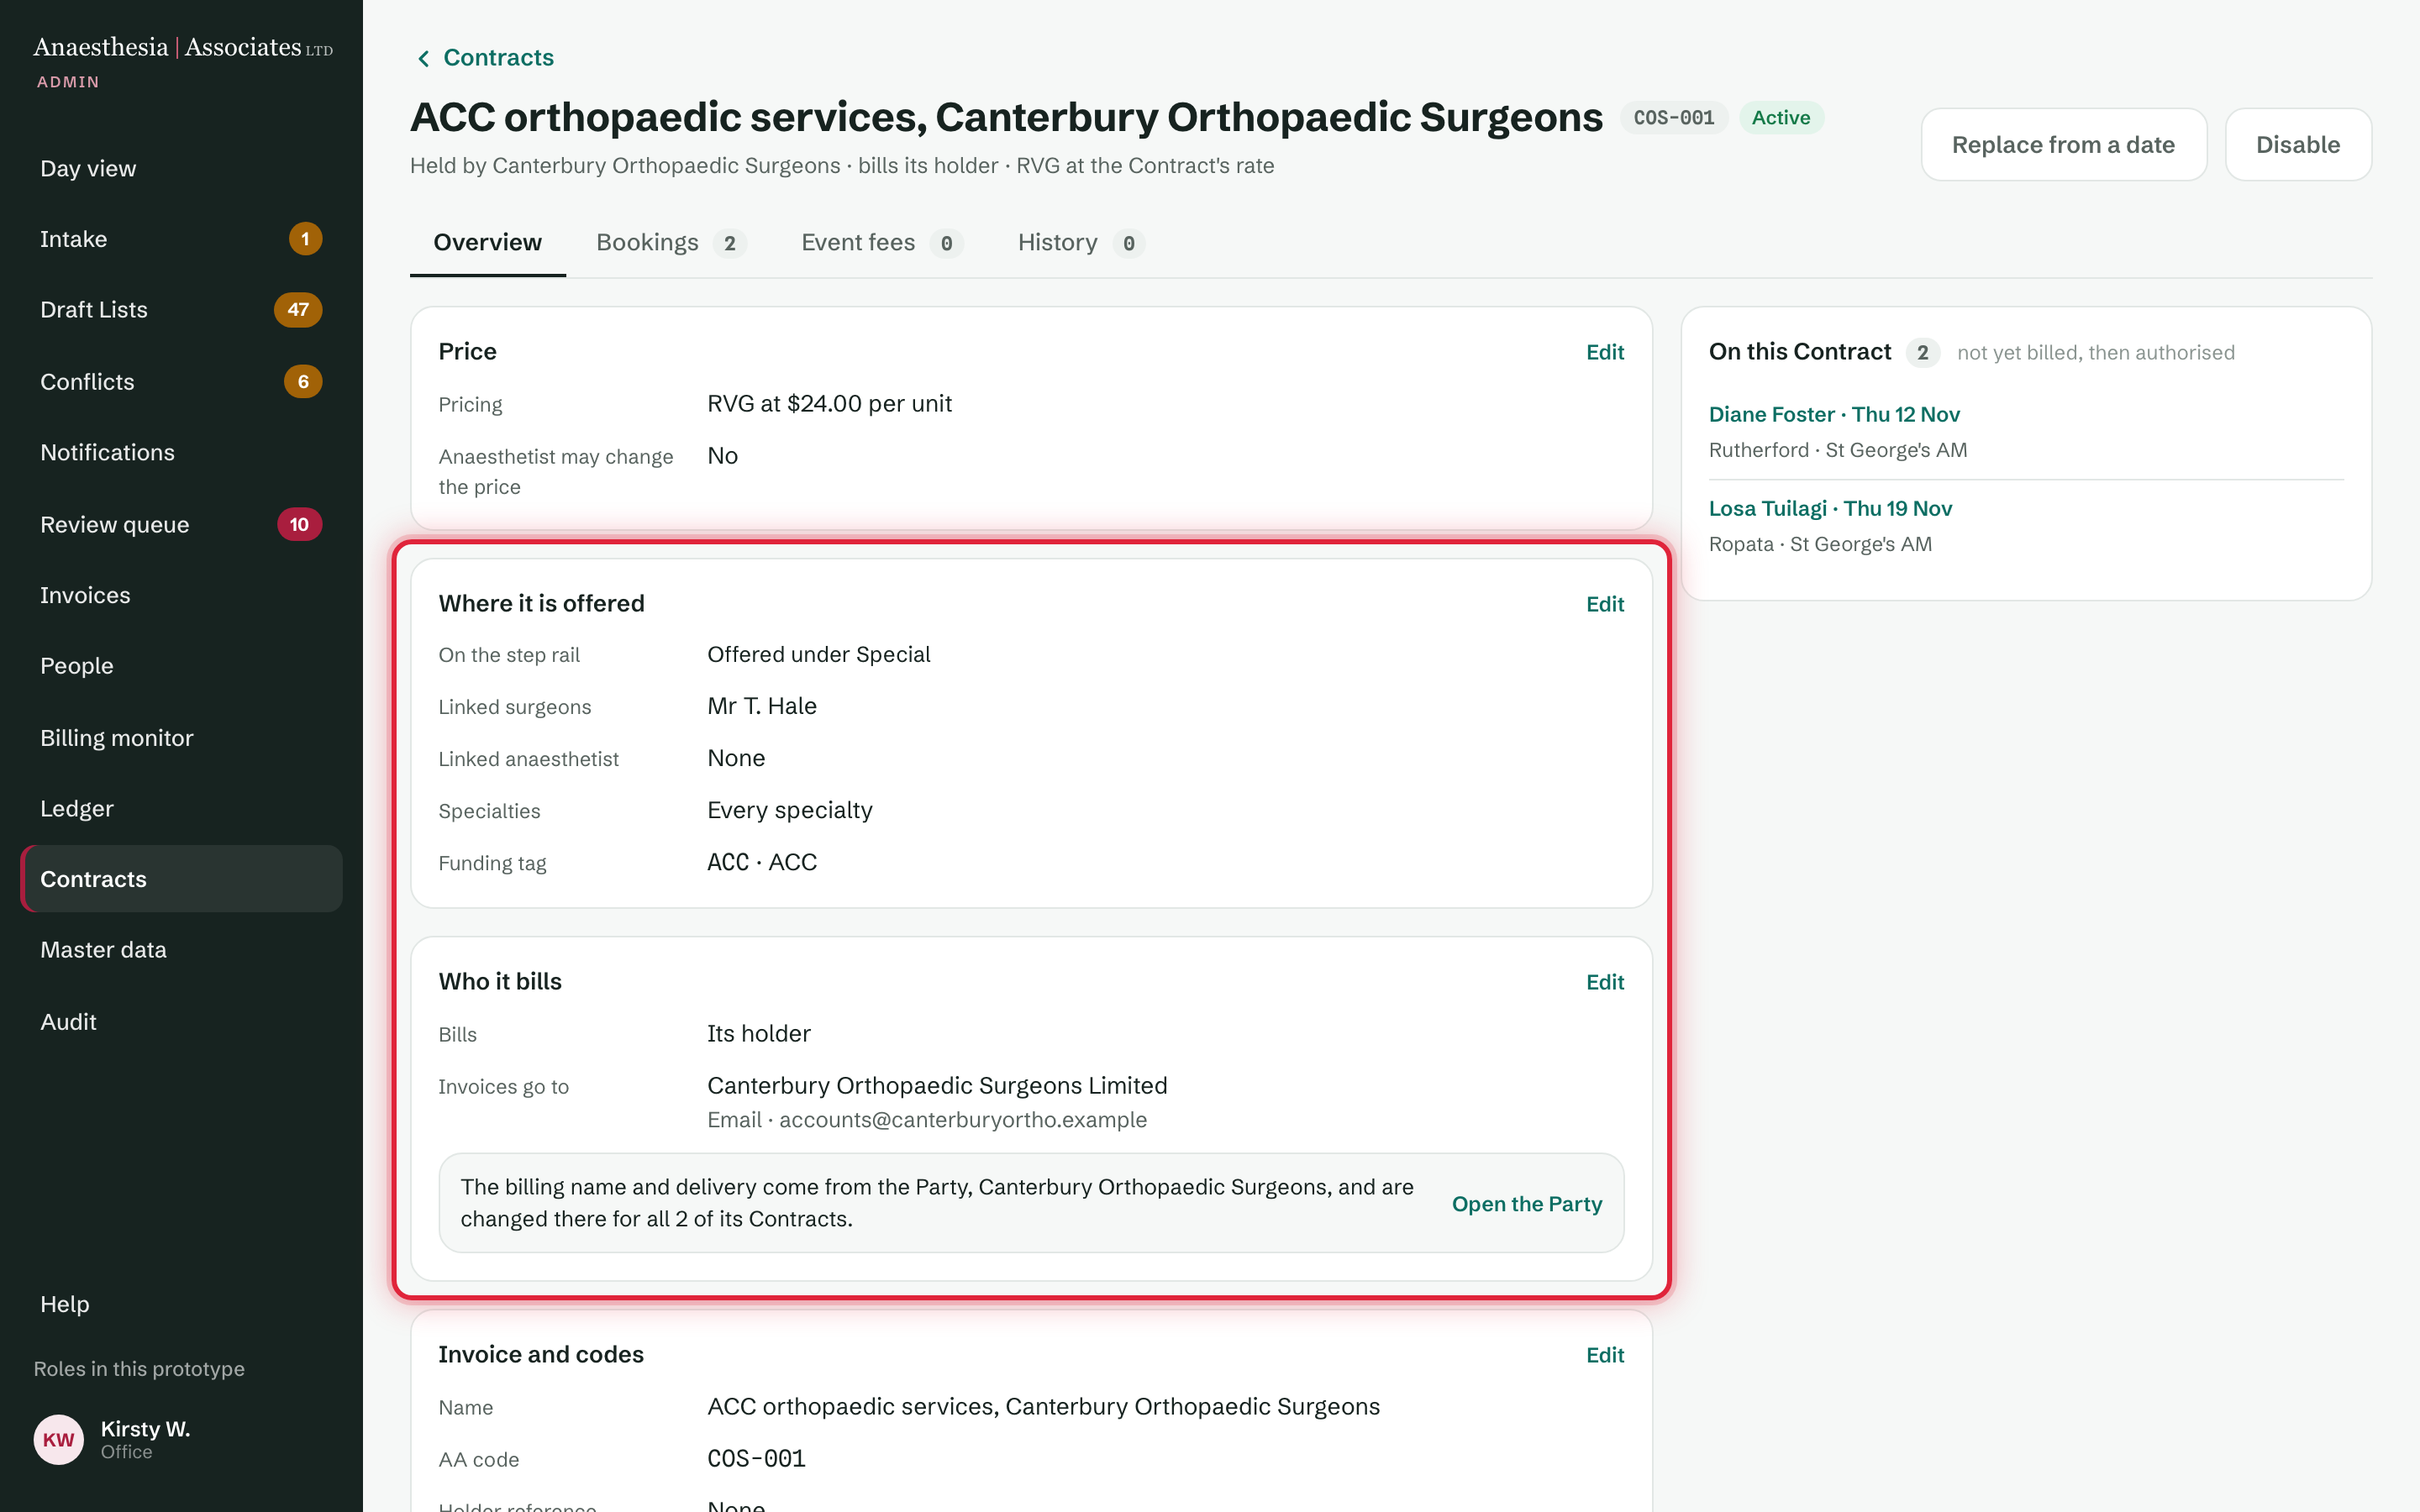 Anaesthesia | Associates LTD
ADMIN
Day view
Intake 1
Draft Lists 47
Conflicts 6
Notifications
Review queue 10
Invoices
People
Billing monitor
Ledger
Contracts
Master data
Audit
Help
Roles in this prototype
KW
Kirsty W.
Office
Contracts
ACC orthopaedic services, Canterbury Orthopaedic Surgeons COS-001 Active
Held by Canterbury Orthopaedic Surgeons · bills its holder · RVG at the Contract's rate
Replace from a date
Disable
Overview Bookings 2 Event fees 0 History 0
Price Edit
Pricing RVG at $24.00 per unit
Anaesthetist may change No
the price
Where it is offered Edit
On the step rail Offered under Special
Linked surgeons Mr T. Hale
Linked anaesthetist None
Specialties Every specialty
Funding tag ACC · ACC
Who it bills Edit
Bills Its holder
Invoices go to Canterbury Orthopaedic Surgeons Limited
Email · accounts@canterburyortho.example
The billing name and delivery come from the Party, Canterbury Orthopaedic Surgeons, and are
changed there for all 2 of its Contracts.
Open the Party
Invoice and codes Edit
Name ACC orthopaedic services, Canterbury Orthopaedic Surgeons
AA code COS-001
Holder reference None
On this Contract 2 not yet billed, then authorised
Diane Foster · Thu 12 Nov
Rutherford · St George's AM
Losa Tuilagi · Thu 19 Nov
Ropata · St George's AM